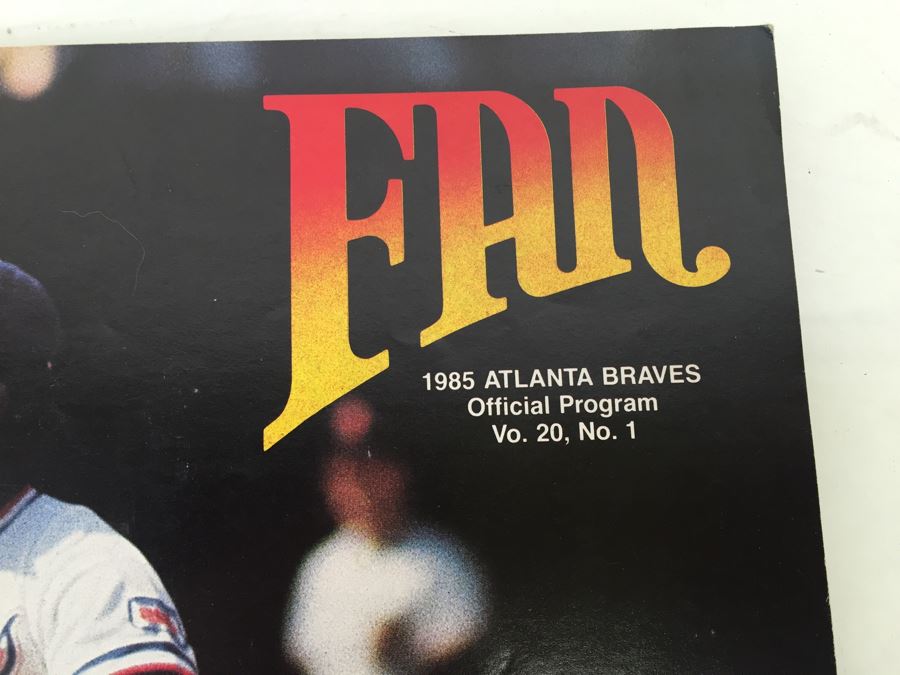 FAN
1985 ATLANTA BRAVES
Official Program
Vo. 20, No. 1